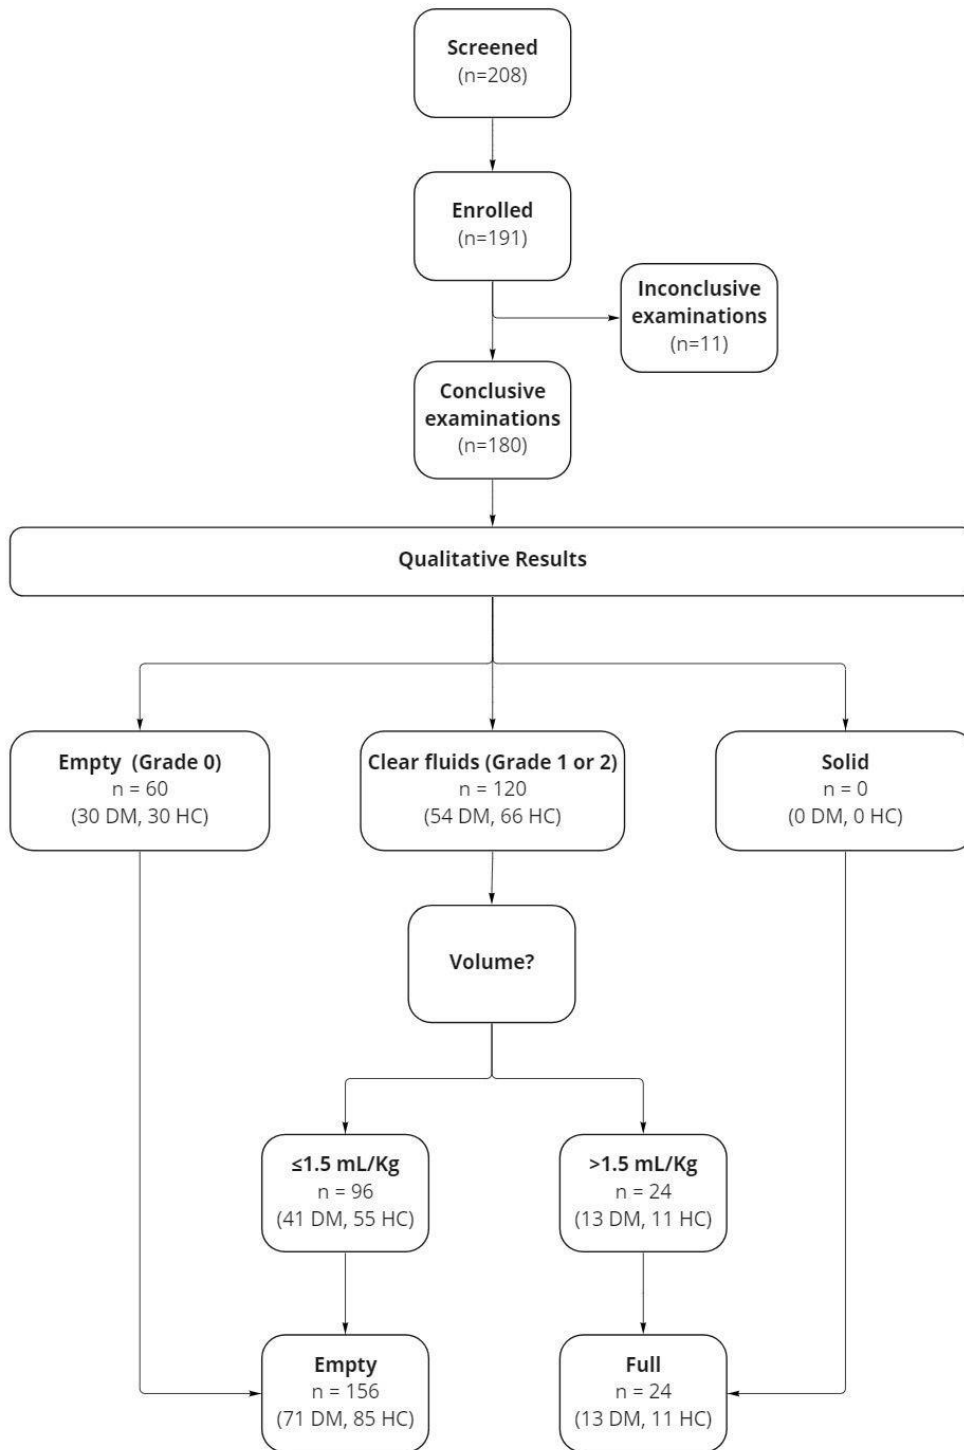 Screened
(n=208)
Enrolled
(n=191)
Inconclusive
examinations
(n=11)
Conclusive
examinations
(n=180)
Qualitative Results
Empty  (Grade 0)
n = 60
(30 DM, 30 HC)
Clear fluids (Grade 1 or 2)
n = 120
(54 DM, 66 HC)
Solid
n = 0
(0 DM, 0 HC)
Volume?
≤1.5 mL/Kg
n = 96
(41 DM, 55 HC)
>1.5 mL/Kg
n = 24
(13 DM, 11 HC)
Empty
n = 156
(71 DM, 85 HC)
Full
n = 24
(13 DM, 11 HC)